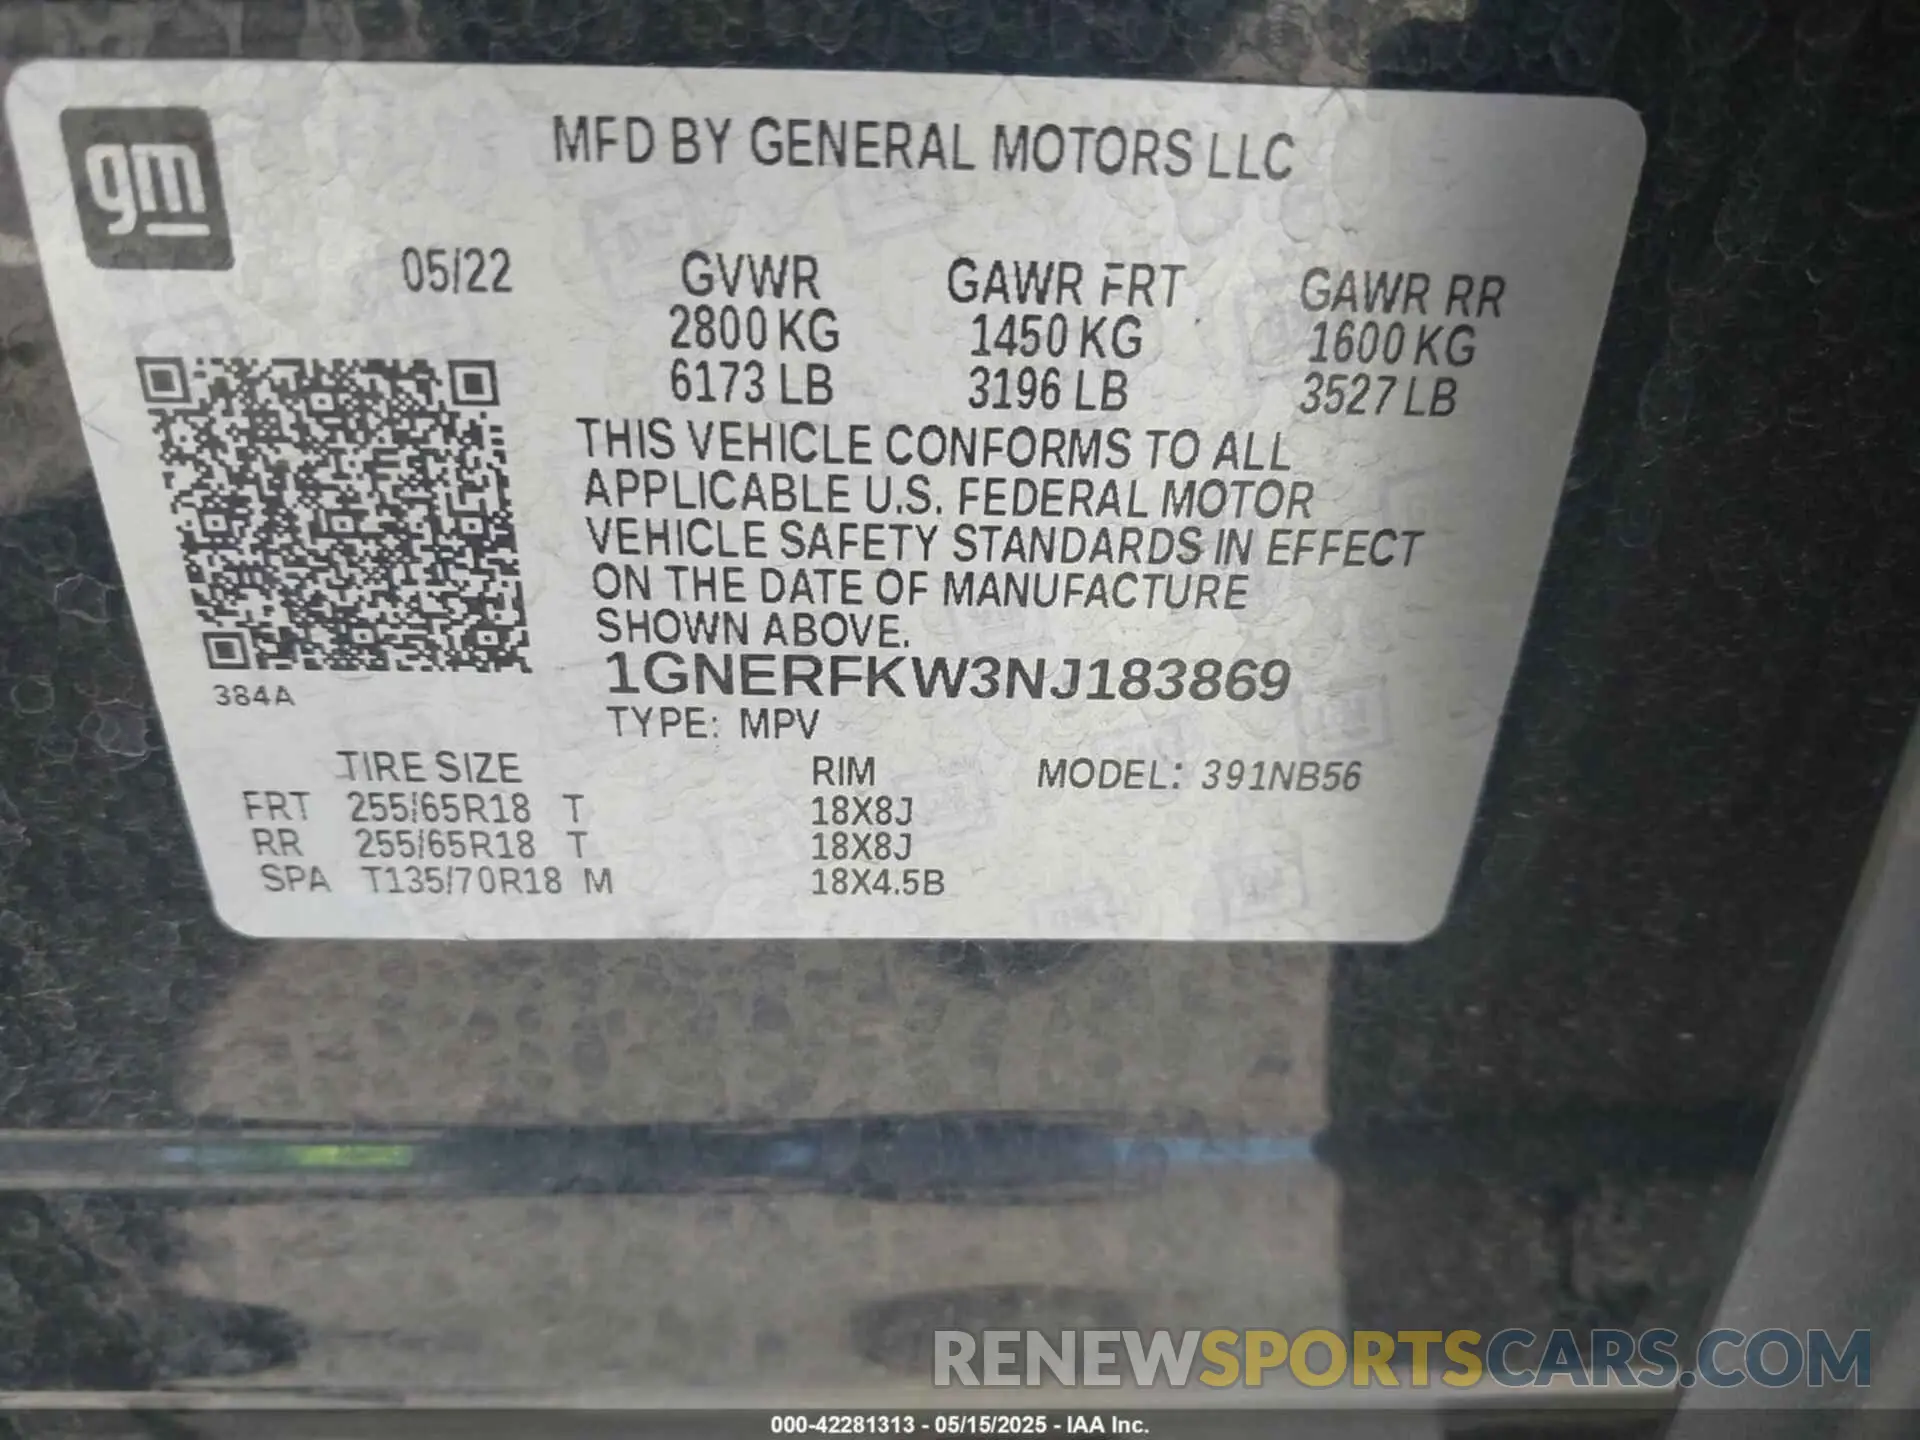 gm
MFD BY GENERAL MOTORS LLC
05/22 GVWR GAWR FRT GAWR RR
2800 KG 1450 KG 1600 KG
6173 LB 3196 LB 3527 LB
THIS VEHICLE CONFORMS TO ALL
APPLICABLE U.S. FEDERAL MOTOR
VEHICLE SAFETY STANDARDS IN EFFECT
ON THE DATE OF MANUFACTURE
SHOWN ABOVE.
1GNERFKW3NJ183869
384A
TYPE: MPV
TIRE SIZE RIM MODEL: 391NB56
FRT 255/65R18 T 18X8J
RR 255/65R18 T 18X8J
SPA T135/70R18 M 18X4.5B
RENEWSPORTSCARS.COM
000-42281313 - 05/15/2025 - IAA Inc.